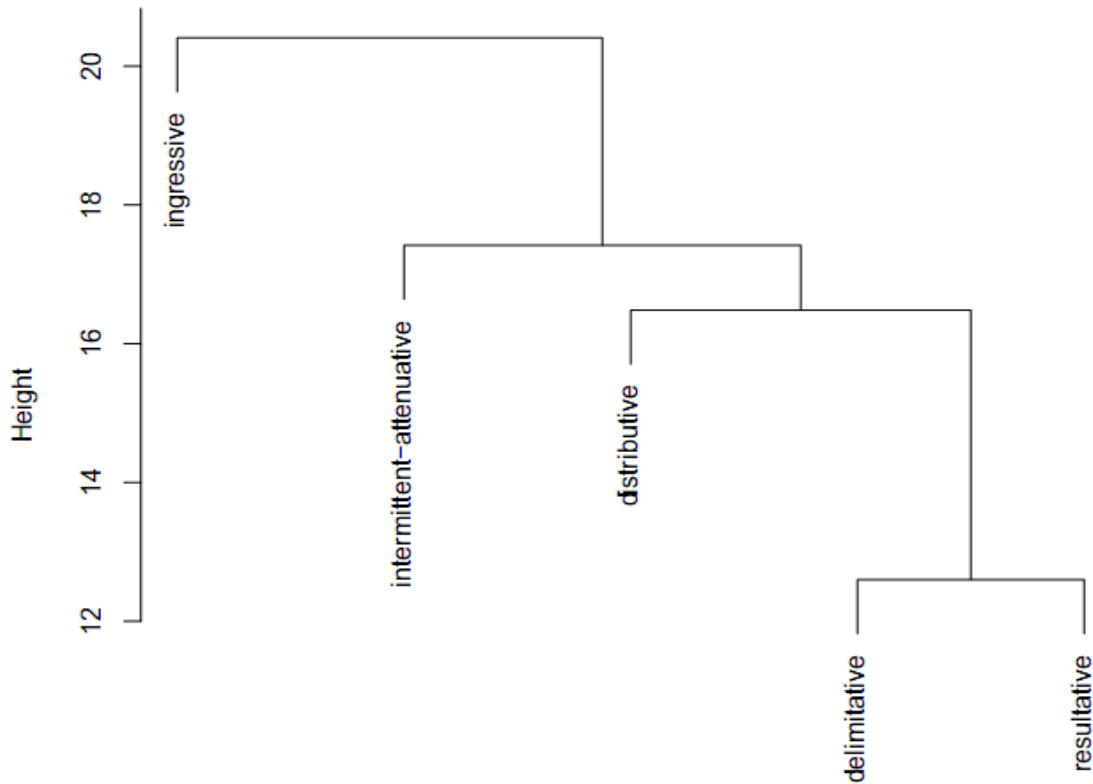 Height
20
18
16
14
12
ingressive
intermittent-attenuative
distributive
delimitative
resultative